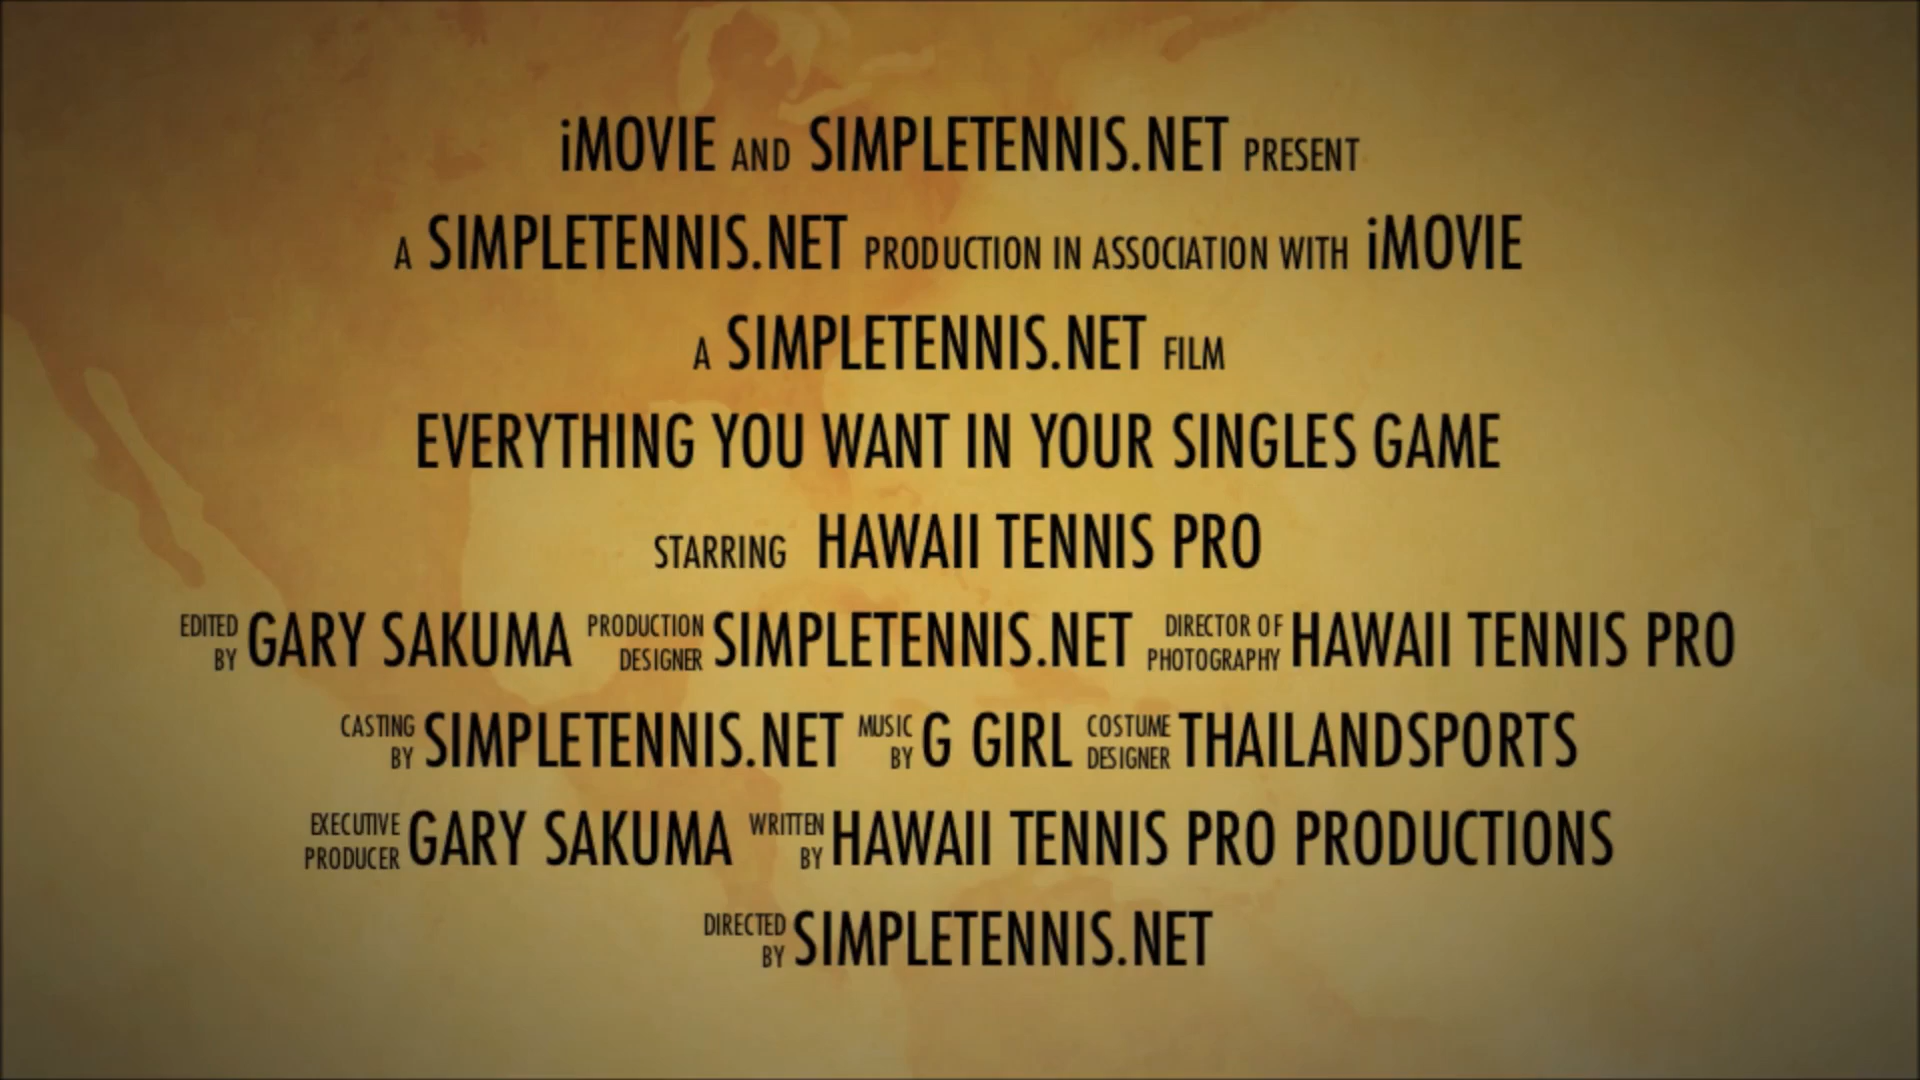 iMOVIE AND SIMPLETENNIS.NET PRESENT
A SIMPLETENNIS.NET PRODUCTION IN ASSOCIATION WITH iMOVIE
A SIMPLETENNIS.NET FILM
EVERYTHING YOU WANT IN YOUR SINGLES GAME
STARRING HAWAII TENNIS PRO
EDITED BY GARY SAKUMA PRODUCTION DESIGNER SIMPLETENNIS.NET DIRECTOR OF PHOTOGRAPHY HAWAII TENNIS PRO
CASTING BY SIMPLETENNIS.NET MUSIC BY G GIRL COSTUME DESIGNER THAILANDSPORTS
EXECUTIVE PRODUCER GARY SAKUMA WRITTEN BY HAWAII TENNIS PRO PRODUCTIONS
DIRECTED BY SIMPLETENNIS.NET